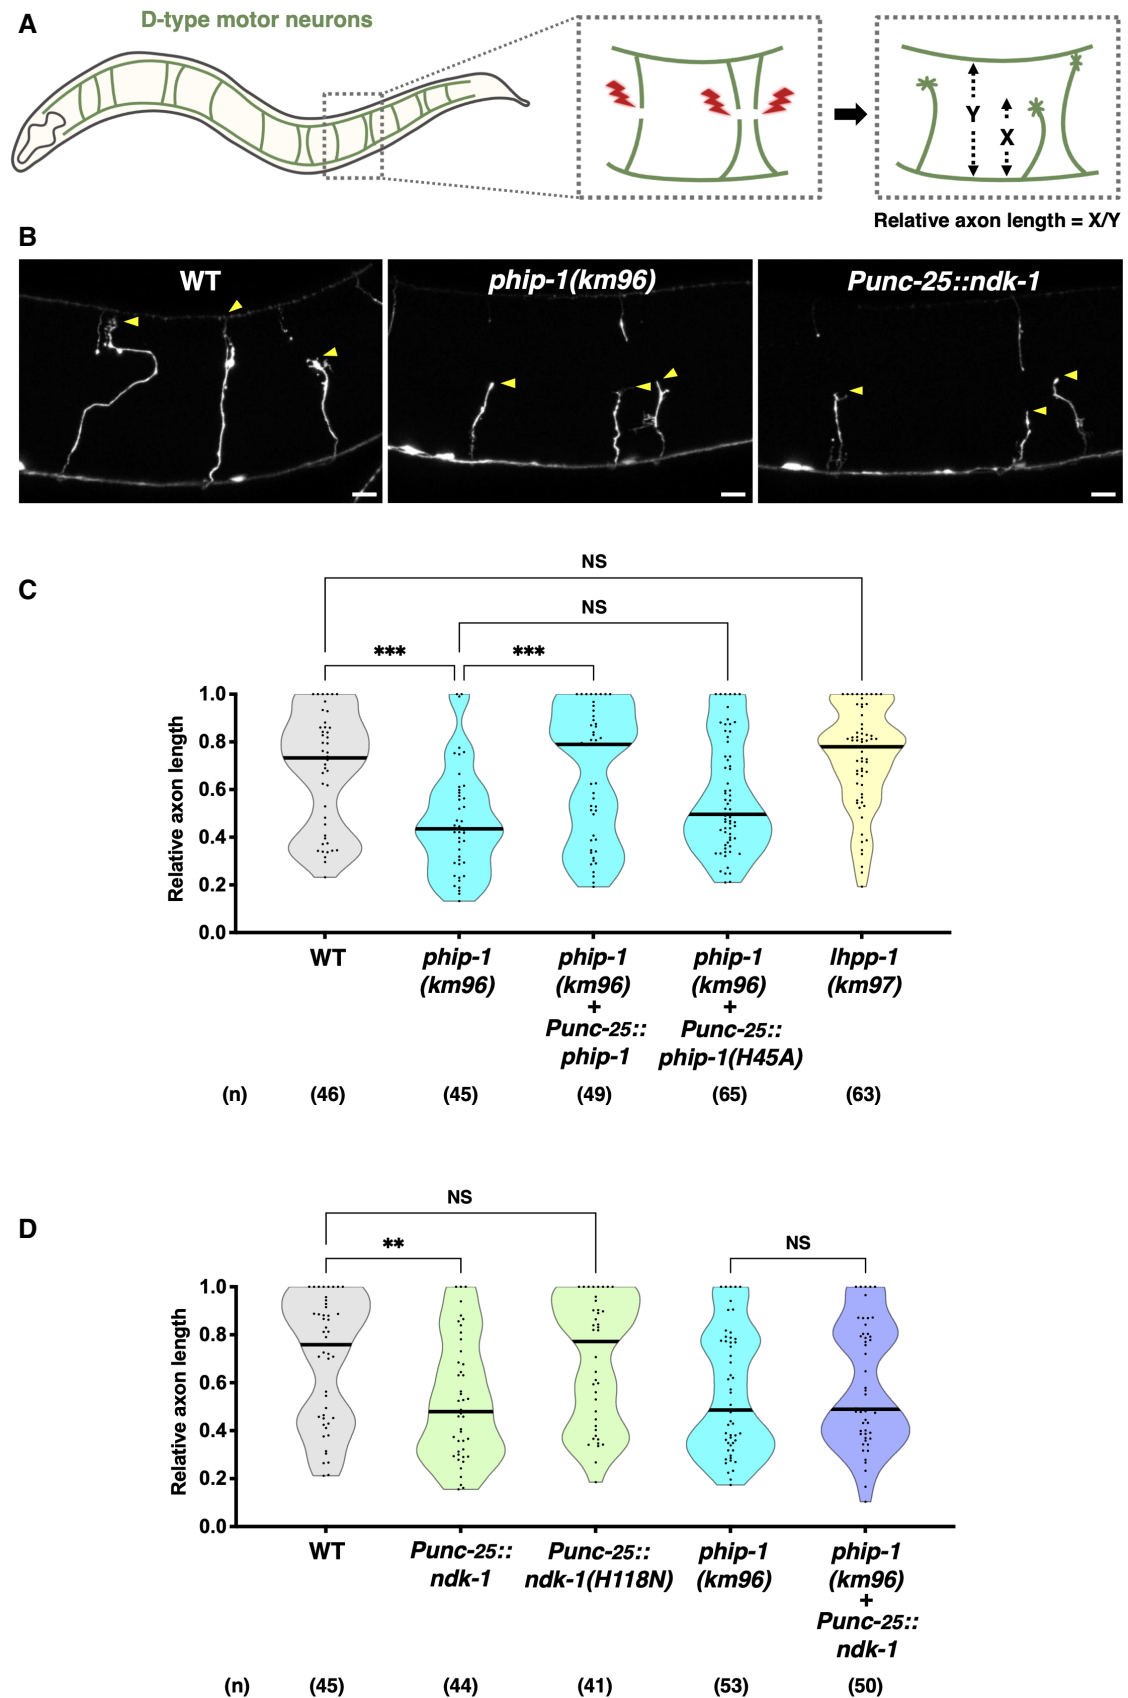 A
D-type motor neurons
Y
X
Relative axon length = X/Y
B
WT
phip-1(km96)
Punc-25::ndk-1
C
NS
NS
*** ***
Relative axon length
1.0
0.8
0.6
0.4
0.2
0.0
WT
phip-1
(km96)
phip-1
(km96)
+
Punc-25::
phip-1
phip-1
(km96)
+
Punc-25::
phip-1(H45A)
lhpp-1
(km97)
(n) (46) (45) (49) (65) (63)
D
NS
** NS
Relative axon length
1.0
0.8
0.6
0.4
0.2
0.0
WT
Punc-25::
ndk-1
Punc-25::
ndk-1(H118N)
phip-1
(km96)
phip-1
(km96)
+
Punc-25::
ndk-1
(n) (45) (44) (41) (53) (50)